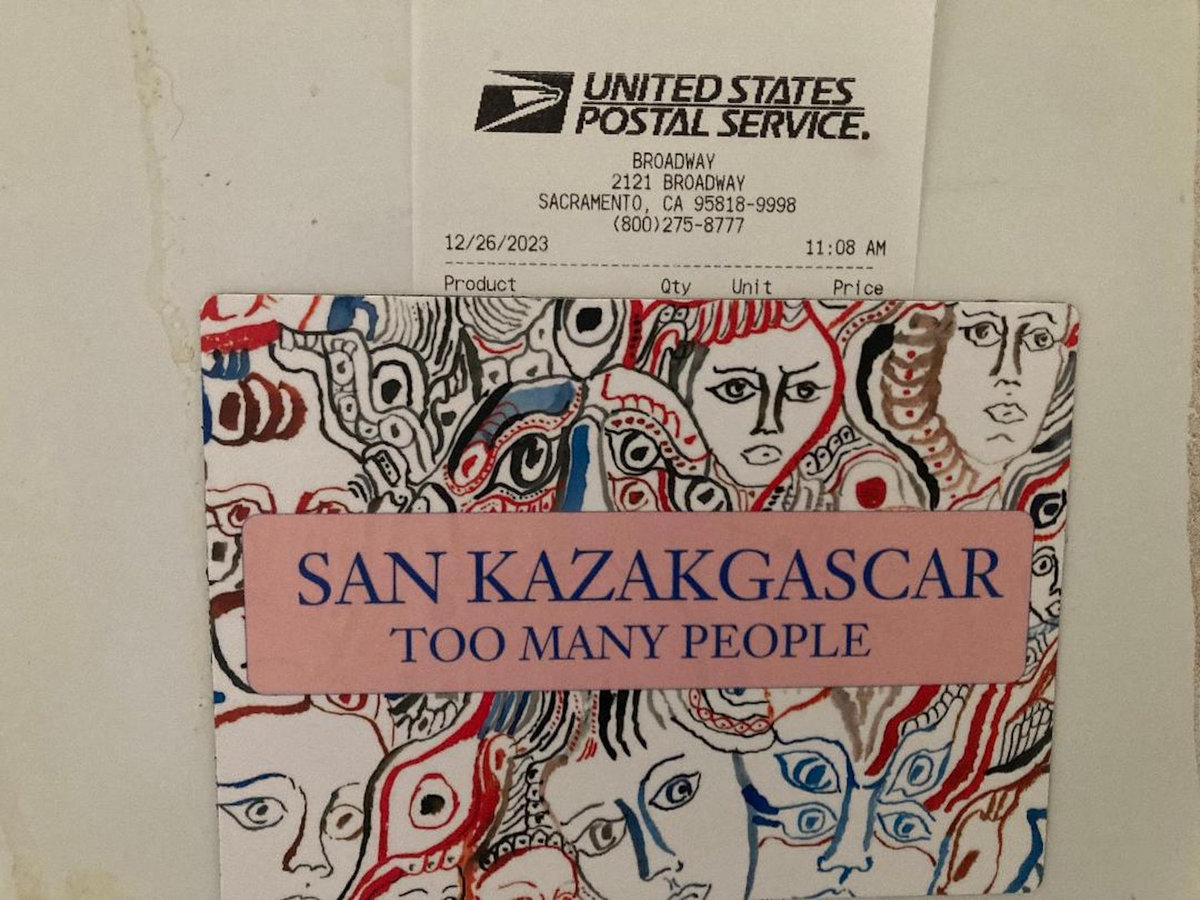 UNITED STATES
POSTAL SERVICE.
BROADWAY
2121 BROADWAY
SACRAMENTO, CA 95818-9998
(800)275-8777
12/26/2023 11:08 AM
Product Qty Unit Price
SAN KAZAKGASCAR
TOO MANY PEOPLE